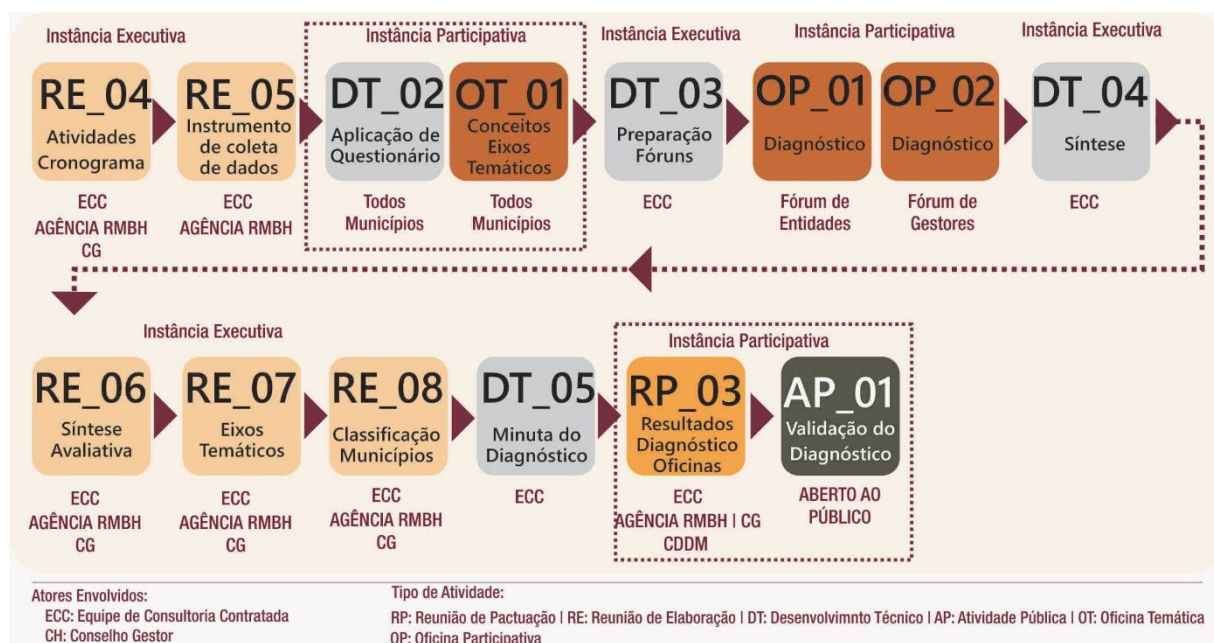 Instância Executiva
Instância Participativa
Instância Executiva
Instância Participativa
Instância Executiva
RE_04
Atividades
Cronograma
RE_05
Instrumento
de coleta
de dados
DT_02
Aplicação de
Questionário
OT_01
Conceitos
Eixos
Temáticos
DT_03
Preparação
Fóruns
OP_01
Diagnóstico
OP_02
Diagnóstico
DT_04
Síntese
ECC
AGÊNCIA RMBH
CG
ECC
AGÊNCIA RMBH
Todos
Municípios
Todos
Municípios
ECC
Fórum de
Entidades
Fórum de
Gestores
ECC
Instância Executiva
Instância Participativa
RE_06
Síntese
Avaliativa
RE_07
Eixos
Temáticos
RE_08
Classificação
Municípios
DT_05
Minuta do
Diagnóstico
RP_03
Resultados
Diagnóstico
Oficinas
AP_01
Validação do
Diagnóstico
ECC
AGÊNCIA RMBH
CG
ECC
AGÊNCIA RMBH
CG
ECC
AGÊNCIA RMBH
CG
ECC
ECC
AGÊNCIA RMBH | CG
CDDM
ABERTO AO
PÚBLICO
Atores Envolvidos:
ECC: Equipe de Consultoria Contratada
CH: Conselho Gestor
Tipo de Atividade:
RP: Reunião de Pactuação | RE: Reunião de Elaboração | DT: Desenvolvimnto Técnico | AP: Atividade Pública | OT: Oficina Temática
OP: Oficina Participativa